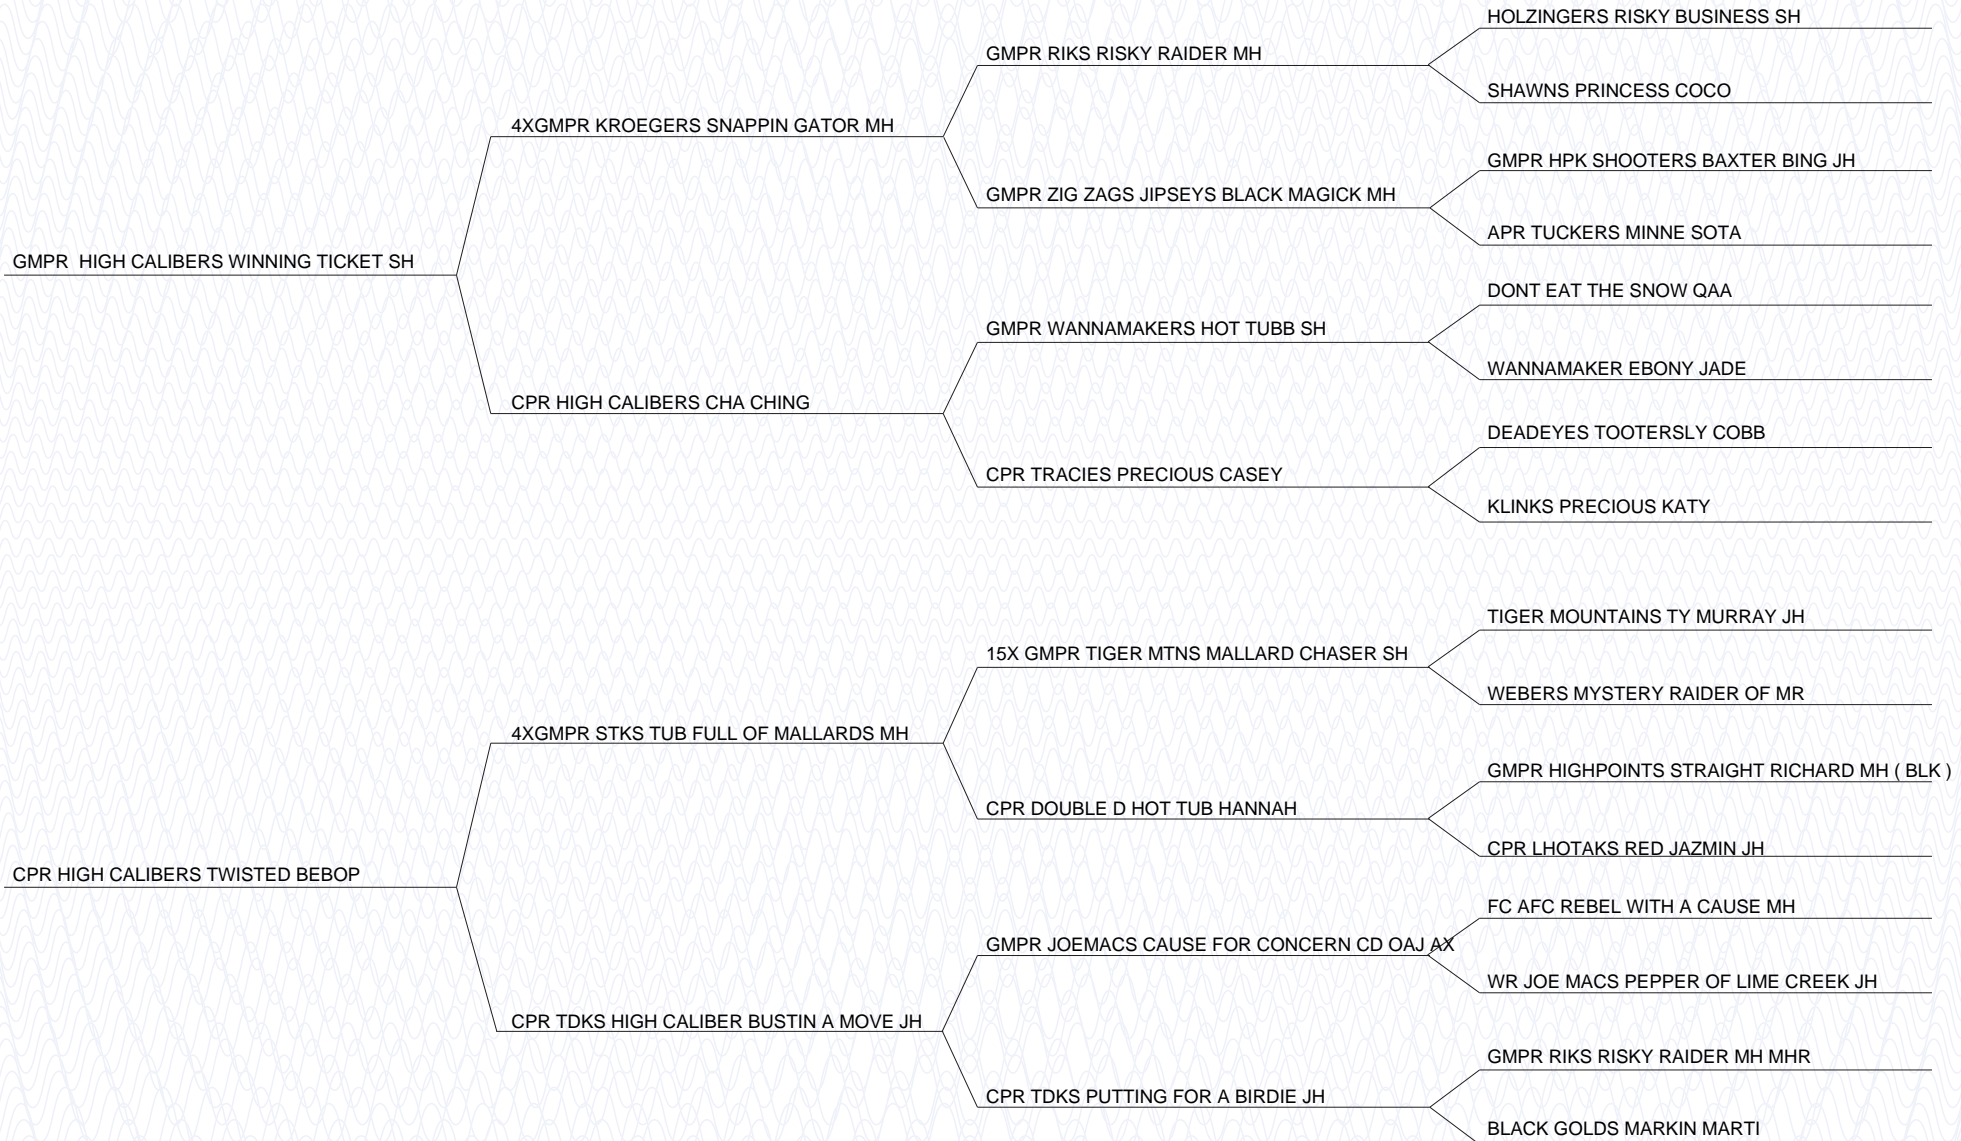 HOLZINGERS RISKY BUSINESS SH
GMPR RIKS RISKY RAIDER MH
SHAWNS PRINCESS COCO
4XGMPR KROEGERS SNAPPIN GATOR MH
GMPR HPK SHOOTERS BAXTER BING JH
GMPR ZIG ZAGS JIPSEYS BLACK MAGICK MH
APR TUCKERS MINNE SOTA
GMPR  HIGH CALIBERS WINNING TICKET SH
DONT EAT THE SNOW QAA
GMPR WANNAMAKERS HOT TUBB SH
WANNAMAKER EBONY JADE
CPR HIGH CALIBERS CHA CHING
DEADEYES TOOTERSLY COBB
CPR TRACIES PRECIOUS CASEY
KLINKS PRECIOUS KATY
TIGER MOUNTAINS TY MURRAY JH
15X GMPR TIGER MTNS MALLARD CHASER SH
WEBERS MYSTERY RAIDER OF MR
4XGMPR STKS TUB FULL OF MALLARDS MH
GMPR HIGHPOINTS STRAIGHT RICHARD MH ( BLK )
CPR DOUBLE D HOT TUB HANNAH
CPR LHOTAKS RED JAZMIN JH
CPR HIGH CALIBERS TWISTED BEBOP
FC AFC REBEL WITH A CAUSE MH
GMPR JOEMACS CAUSE FOR CONCERN CD OAJ AX
WR JOE MACS PEPPER OF LIME CREEK JH
CPR TDKS HIGH CALIBER BUSTIN A MOVE JH
GMPR RIKS RISKY RAIDER MH MHR
CPR TDKS PUTTING FOR A BIRDIE JH
BLACK GOLDS MARKIN MARTI